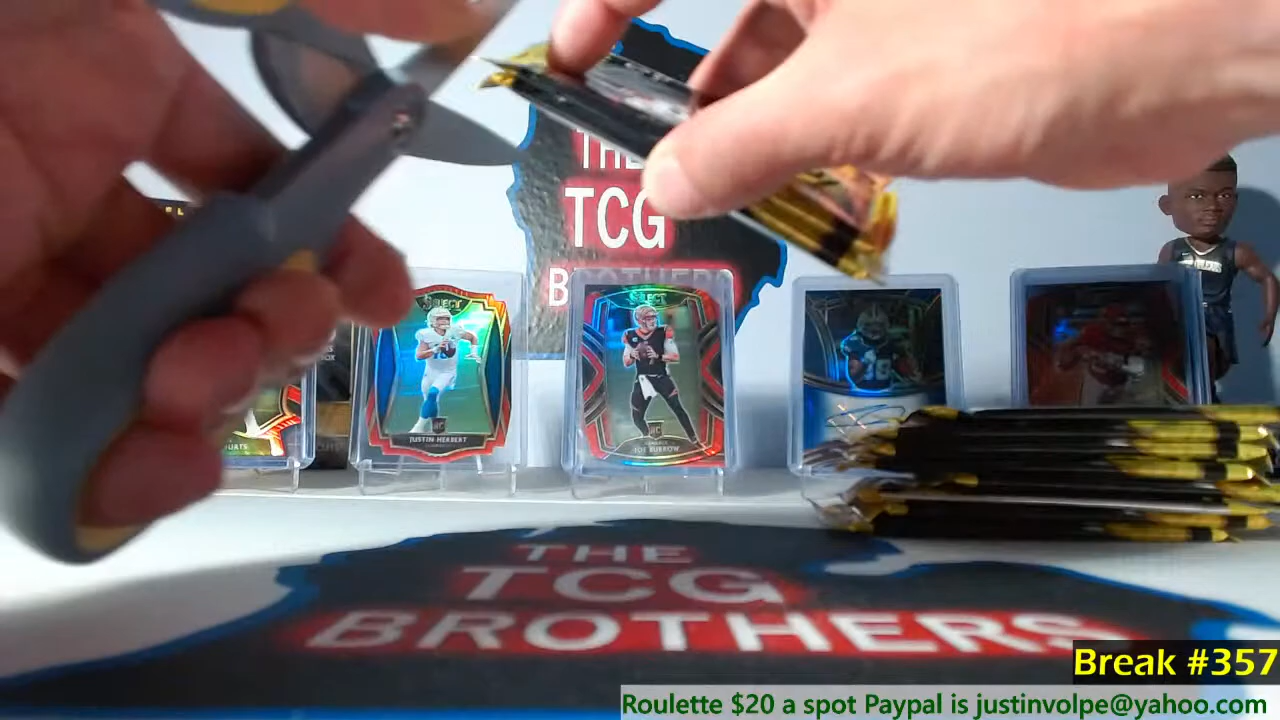 THE
TCG
BROTHERS
SELECT
JUSTIN HERBERT
RC
SELECT
RC
JOE BURROW
THE
TCG
BROTHERS
Break #357
Roulette $20 a spot Paypal is justinvolpe@yahoo.com